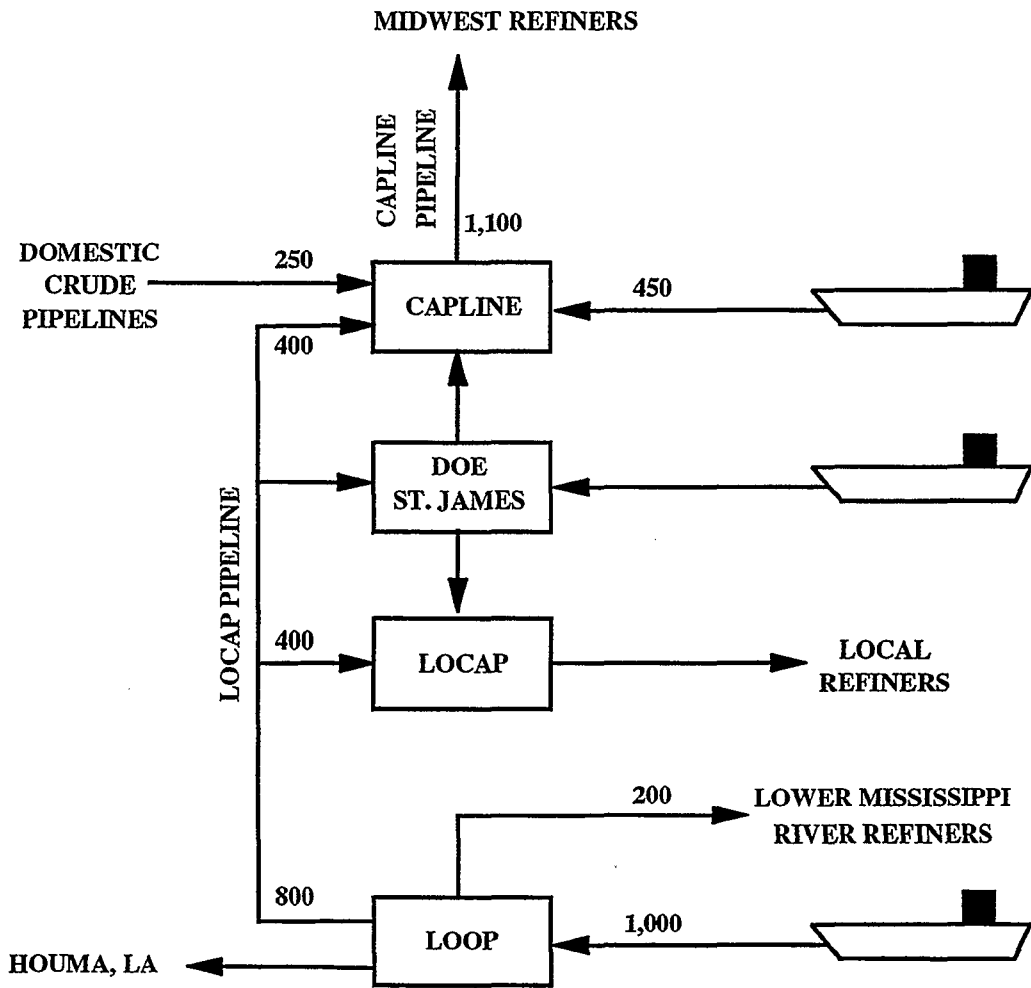 MIDWEST REFINERS
CAPLINE
PIPELINE
1,100
DOMESTIC
CRUDE
PIPELINES
250
CAPLINE
450
400
DOE
ST. JAMES
LOCAP PIPELINE
400
LOCAP
LOCAL
REFINERS
200
LOWER MISSISSIPPI
RIVER REFINERS
800
LOOP
1,000
HOUMA, LA